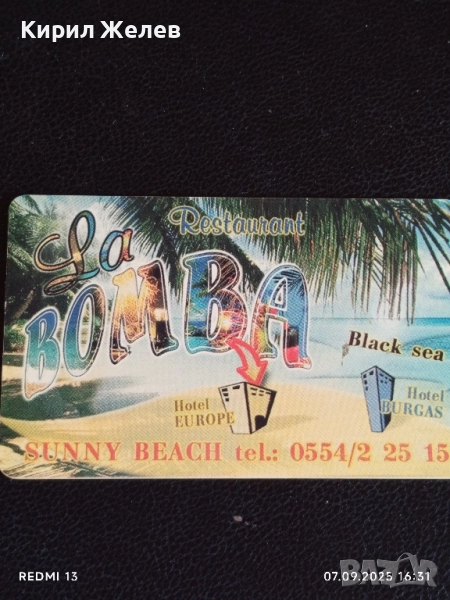 Кирил Желев
Restaurant
La
BOMBA
Black sea
Hotel
EUROPE
Hotel
BURGAS
SUNNY BEACH tel.: 0554/2 25 15
REDMI 13
07.09.2025 16:31
BAZAR